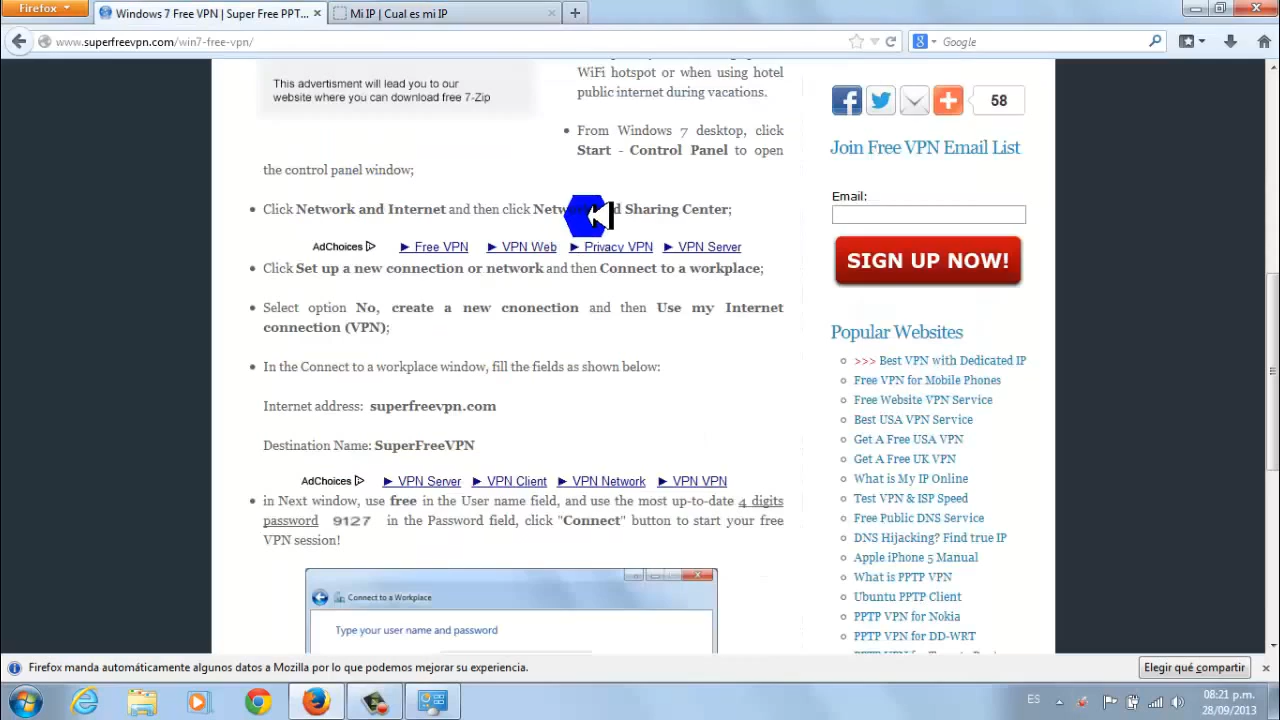 Firefox
Windows 7 Free VPN | Super Free PPT...
Mi IP | Cual es mi IP
www.superfreevpn.com/win7-free-vpn/
Google
This advertisment will lead you to our
website where you can download free 7-Zip
WiFi hotspot or when using hotel
public internet during vacations.
From Windows 7 desktop, click
Start - Control Panel to open
the control panel window;
Click Network and Internet and then click Sharing Center;
AdChoices
Free VPN
VPN Web
Privacy VPN
VPN Server
Click Set up a new connection or network and then Connect to a workplace;
Select option No, create a new cnonection and then Use my Internet
connection (VPN);
In the Connect to a workplace window, fill the fields as shown below:
Internet address: superfreevpn.com
Destination Name: SuperFreeVPN
AdChoices
VPN Server
VPN Client
VPN Network
VPN VPN
in Next window, use free in the User name field, and use the most up-to-date 4 digits
password 9127 in the Password field, click "Connect" button to start your free
VPN session!
Connect to a Workplace
Type your user name and password
58
Join Free VPN Email List
Email:
SIGN UP NOW!
Popular Websites
>>> Best VPN with Dedicated IP
Free VPN for Mobile Phones
Free Website VPN Service
Best USA VPN Service
Get A Free USA VPN
Get A Free UK VPN
What is My IP Online
Test VPN & ISP Speed
Free Public DNS Service
DNS Hijacking? Find true IP
Apple iPhone 5 Manual
What is PPTP VPN
Ubuntu PPTP Client
PPTP VPN for Nokia
PPTP VPN for DD-WRT
Firefox manda automáticamente algunos datos a Mozilla por lo que podemos mejorar su experiencia.
Elegir qué compartir
ES
08:21 p.m.
28/09/2013